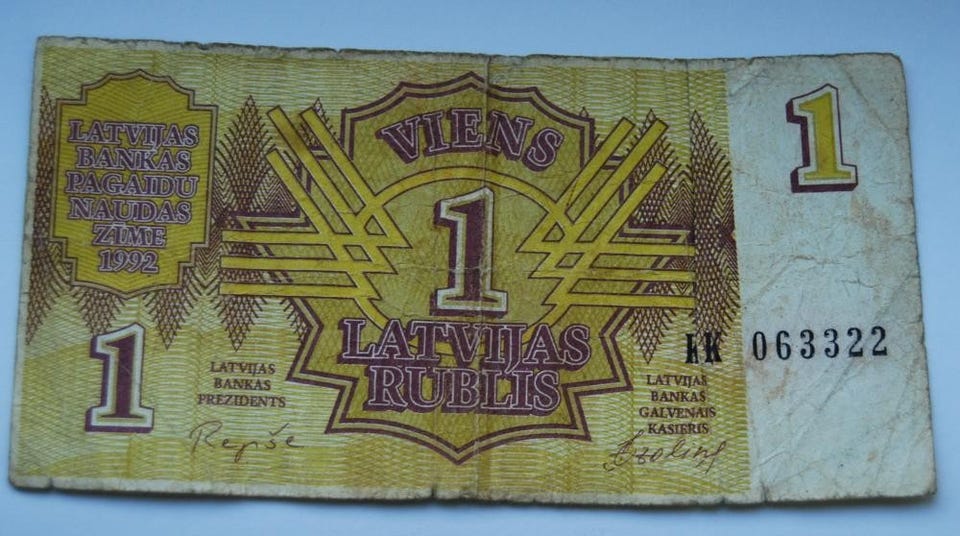 LATVIJAS
BANKAS
PAGAIDU
NAUDAS
ZĪME
1992
VIENS
1
1
LATVIJAS
RUBLIS
1
LATVIJAS
BANKAS
PREZIDENTS
Repše
063322
LATVIJAS
BANKAS
GALVENAIS
KASIERIS